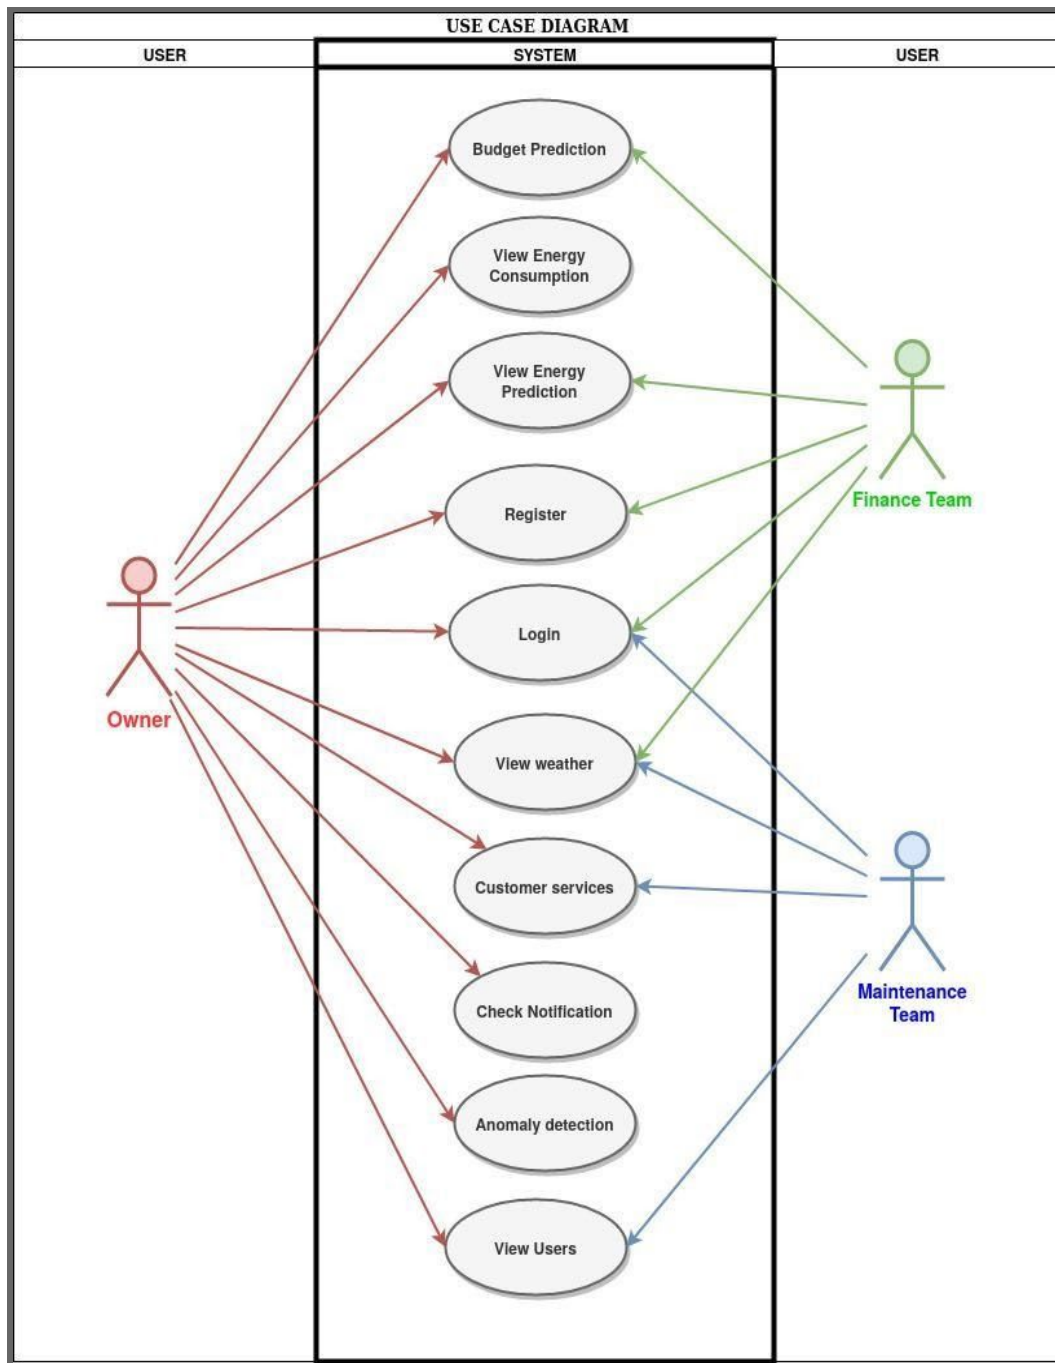 USE CASE DIAGRAM
USER
SYSTEM
USER
Budget Prediction
View Energy
Consumption
View Energy
Prediction
Register
Login
View weather
Customer services
Check Notification
Anomaly detection
View Users
Owner
Finance Team
Maintenance
Team